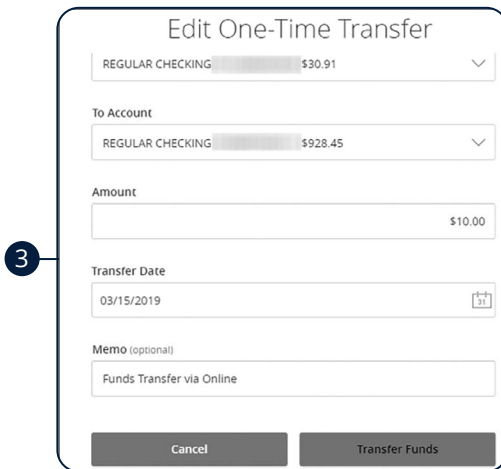 Edit One-Time Transfer
REGULAR CHECKING $30.91
To Account
REGULAR CHECKING $928.45
Amount
$10.00
3
Transfer Date
03/15/2019
31
Memo (optional)
Funds Transfer via Online
Cancel Transfer Funds